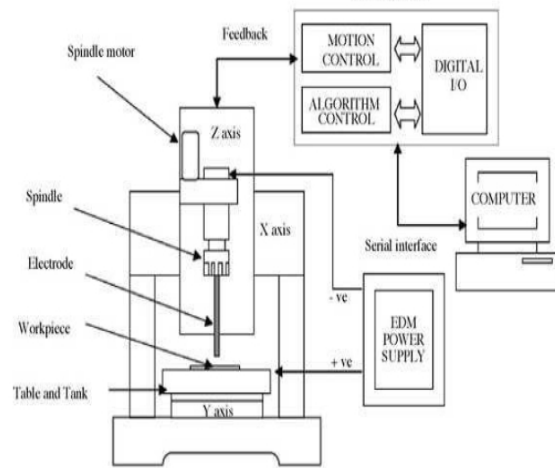 Feedback
MOTION
CONTROL
DIGITAL
I/O
ALGORITHM
CONTROL
Spindle motor
Z axis
Spindle
X axis
COMPUTER
Serial interface
Electrode
- ve
EDM
POWER
SUPPLY
Workpiece
+ ve
Table and Tank
Y axis